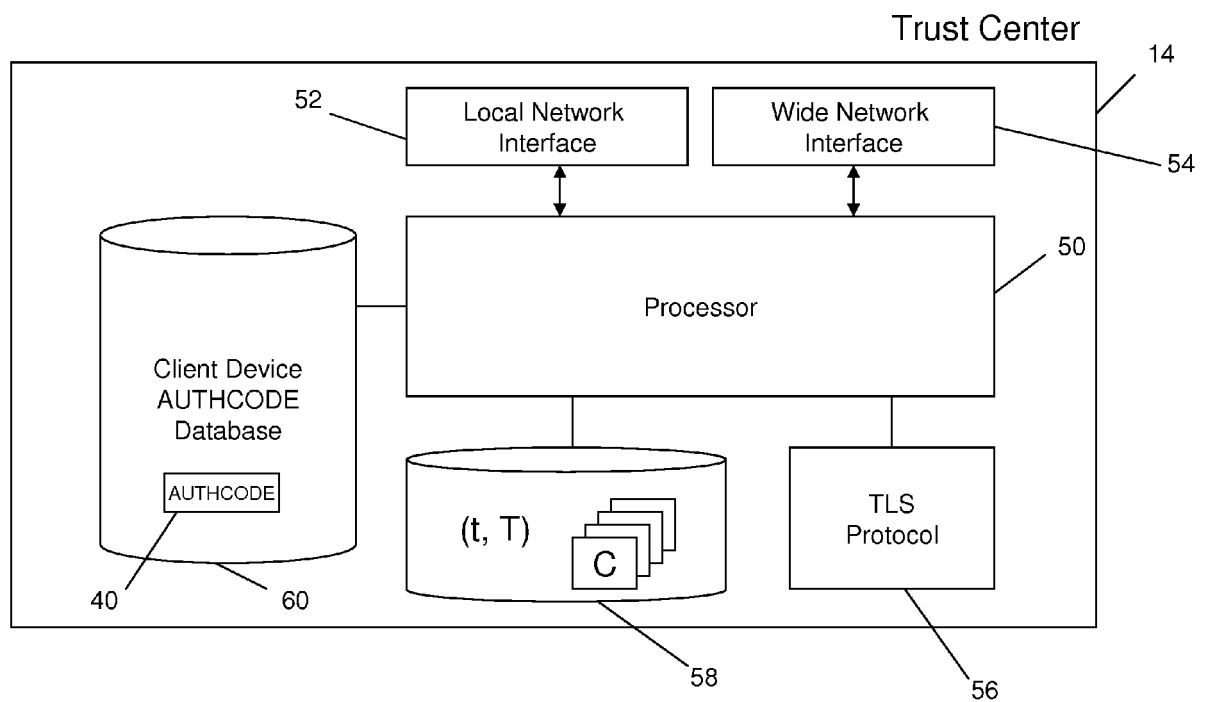 Trust Center
14
52
Local Network
Interface
Wide Network
Interface
54
50
Processor
Client Device
AUTHCODE
Database
AUTHCODE
(t, T)
C
TLS
Protocol
40
60
58
56